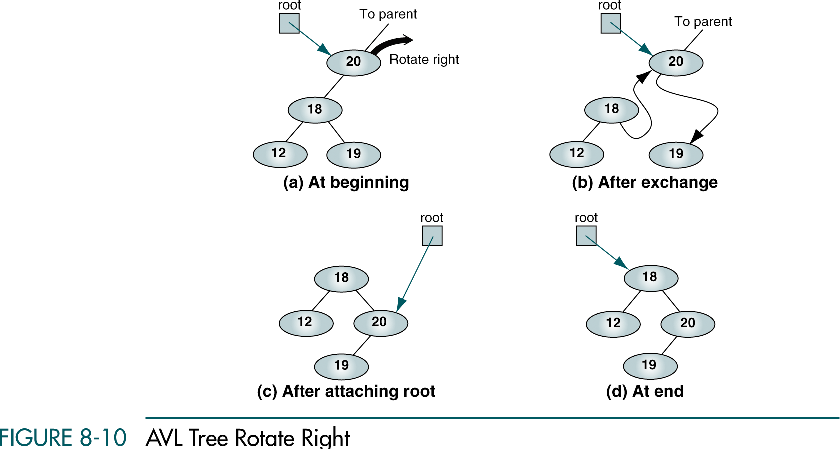 root
To parent
20
Rotate right
18
12
19
(a) At beginning
root
To parent
20
18
12
19
(b) After exchange
root
18
12
20
19
(c) After attaching root
root
18
12
20
19
(d) At end
FIGURE 8-10 AVL Tree Rotate Right